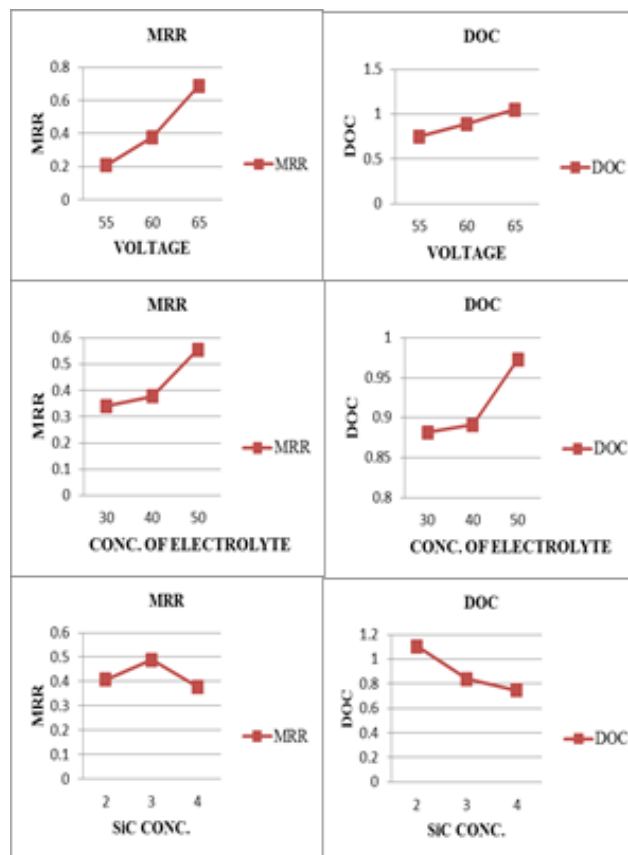 MRR
0.8
0.6
0.4
0.2
0
MRR
55 60 65
VOLTAGE
MRR
DOC
1.5
1
0.5
0
DOC
55 60 65
VOLTAGE
DOC
MRR
0.6
0.5
0.4
0.3
0.2
0.1
0
MRR
30 40 50
CONC. OF ELECTROLYTE
MRR
DOC
1
0.95
0.9
0.85
0.8
DOC
30 40 50
CONC. OF ELECTROLYTE
DOC
MRR
0.6
0.5
0.4
0.3
0.2
0.1
0
MRR
2 3 4
SiC CONC.
MRR
DOC
1.2
1
0.8
0.6
0.4
0.2
0
DOC
2 3 4
SiC CONC.
DOC